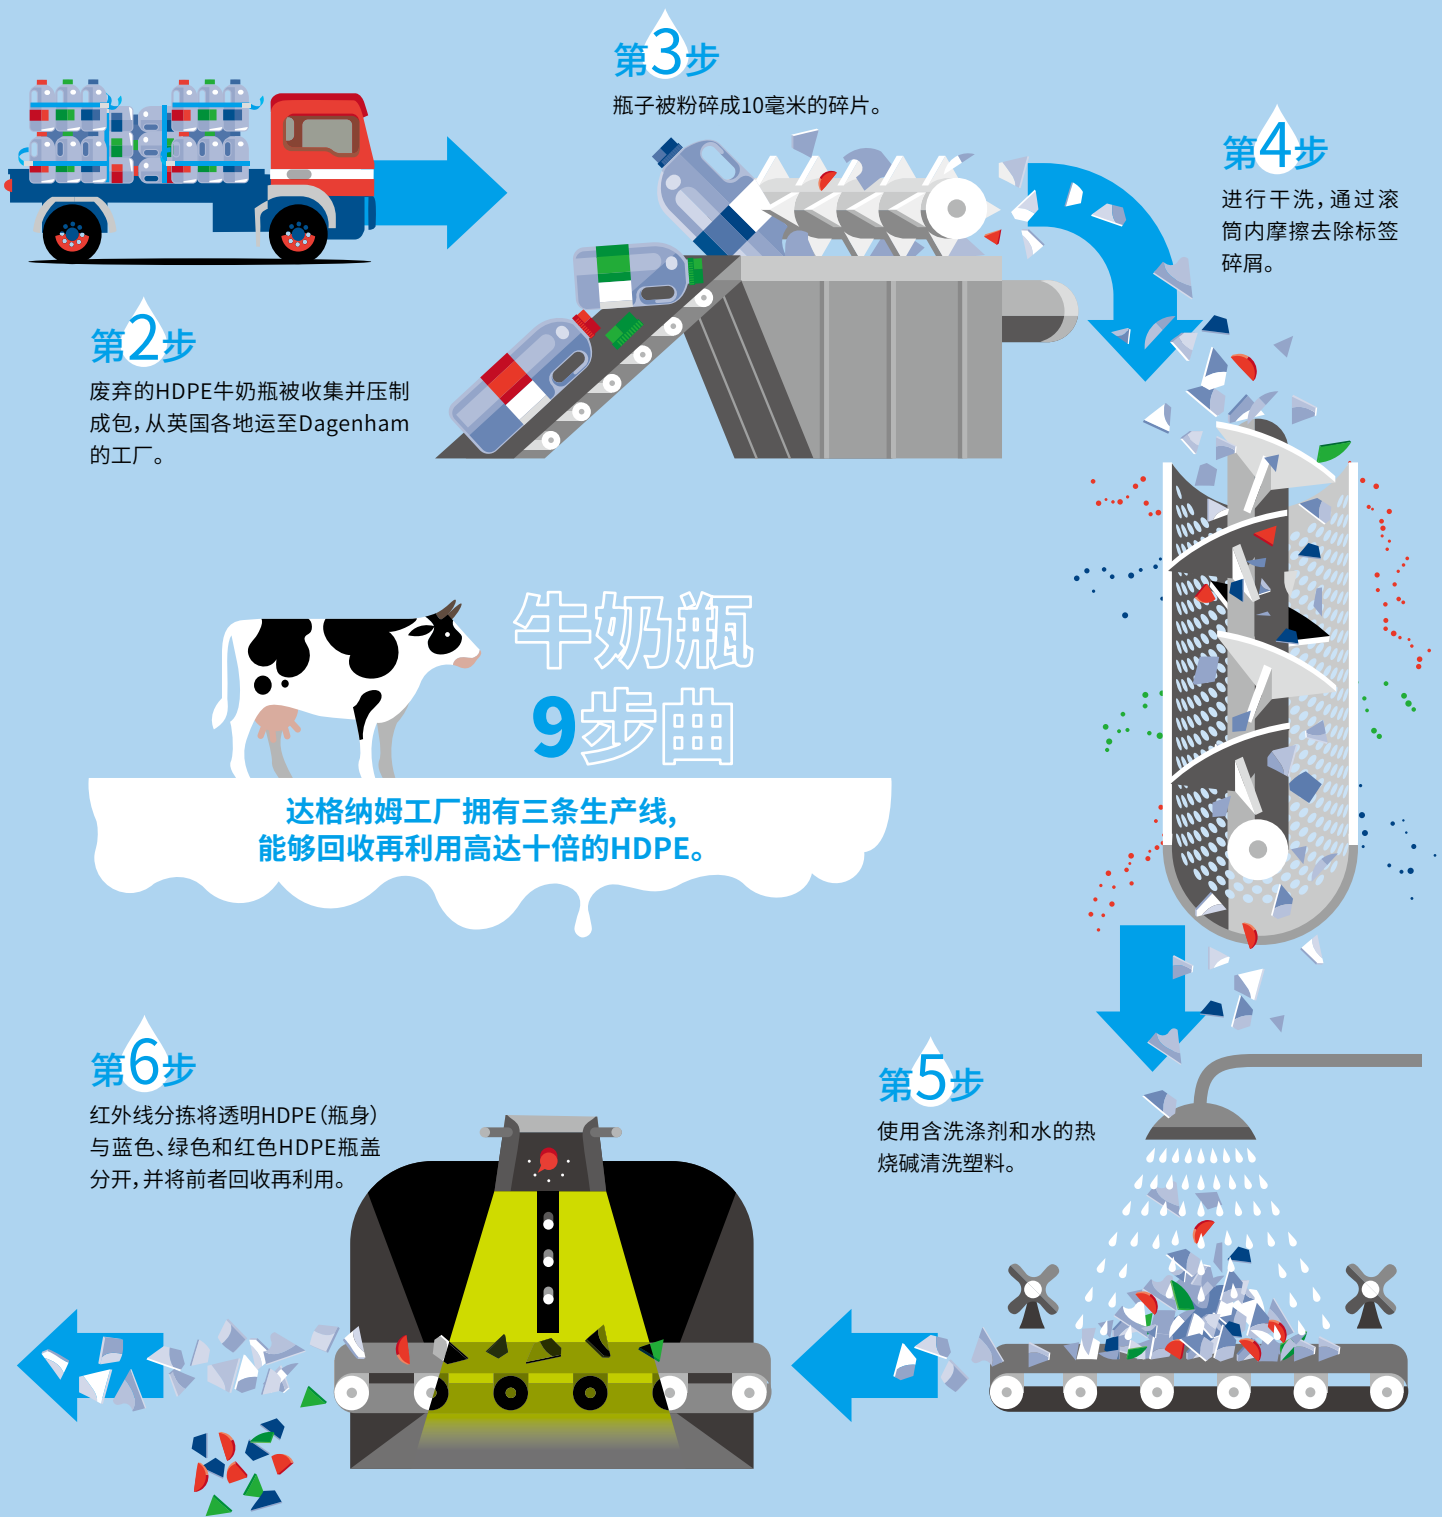 第2步
废弃的HDPE牛奶瓶被收集并压制
成包，从英国各地运至Dagenham
的工厂。
第3步
瓶子被粉碎成10毫米的碎片。
第4步
进行干洗，通过滚
筒内摩擦去除标签
碎屑。
牛奶瓶
9步曲
达格纳姆工厂拥有三条生产线，
能够回收再利用高达十倍的HDPE。
第5步
使用含洗涤剂和水的热
烧碱清洗塑料。
第6步
红外线分拣将透明HDPE（瓶身）
与蓝色、绿色和红色HDPE瓶盖
分开，并将前者回收再利用。